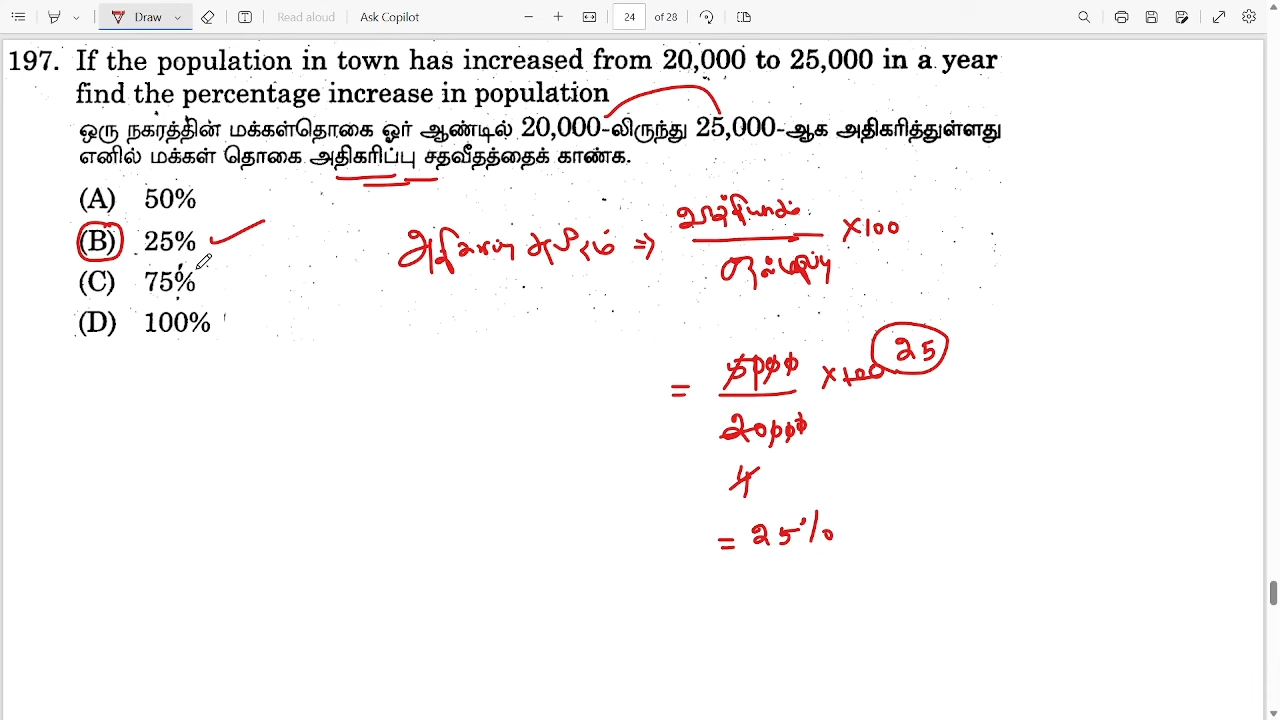 Draw
Read aloud
Ask Copilot
24 of 28
197. If the population in town has increased from 20,000 to 25,000 in a year
find the percentage increase in population
ஒரு நகரத்தின் மக்கள்தொகை ஓர் ஆண்டில் 20,000-லிருந்து 25,000-ஆக அதிகரித்துள்ளது
எனில் மக்கள் தொகை அதிகரிப்பு சதவீதத்தைக் காண்க.
(A) 50%
(B) 25%
(C) 75%
(D) 100%
வித்தியாசம்
⇒ ×100
= 5000 ×100 25
20000
4
= 25%